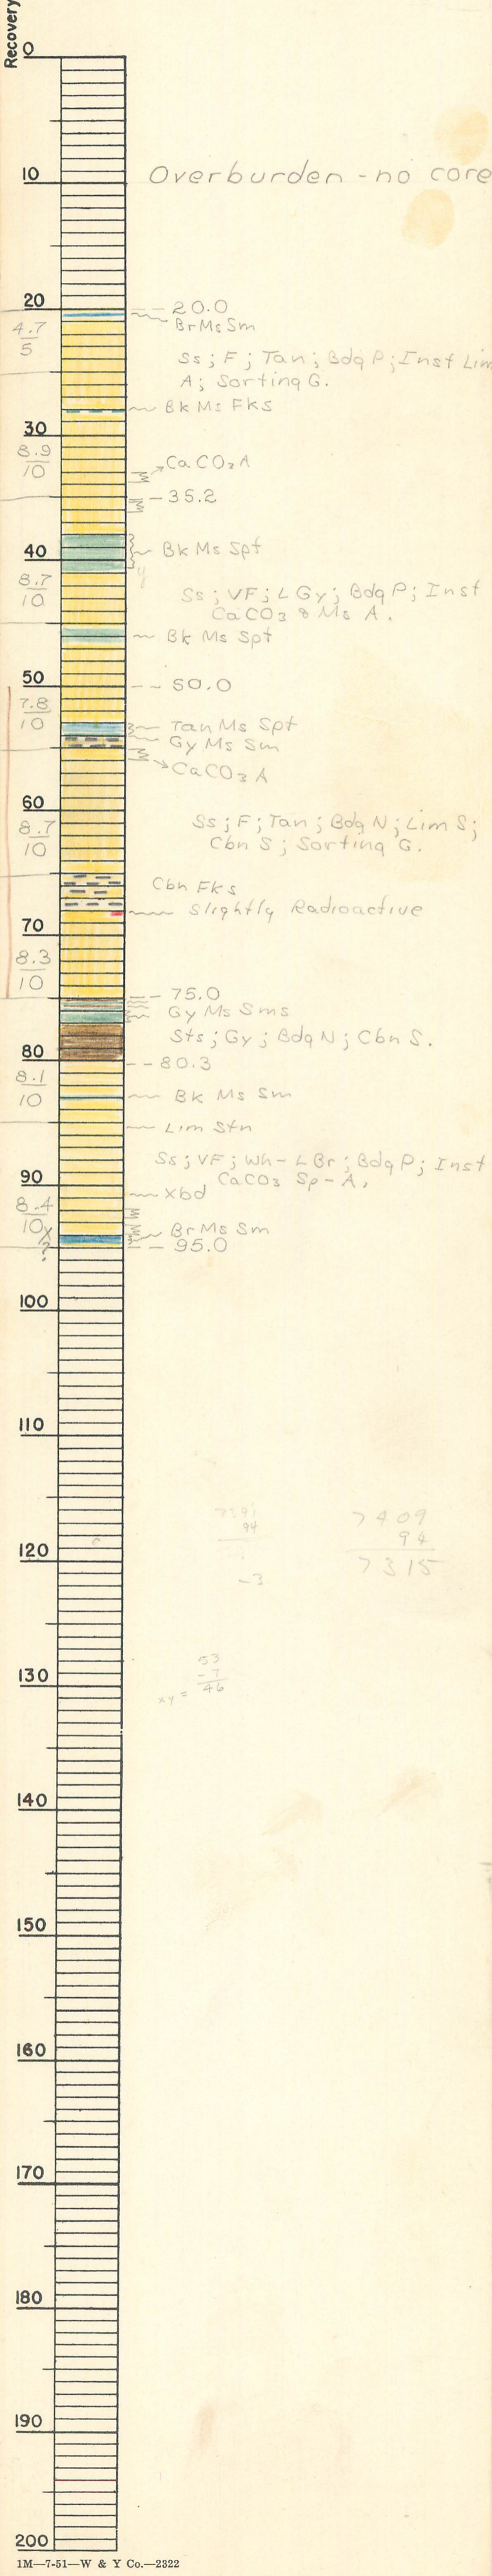 Recovery
0
10
Overburden - no core
20
20.0
Br Ms Sm
4.7
5
Ss; F; Tan; Bdg P; Inst Lim
A; Sorting G.
Bk Ms Fks
30
8.9
10
CaCO3 A
35.2
40
Bk Ms Spt
8.7
10
Ss; VF; L Gy; Bdg P; Inst
CaCO3 & Ms A.
Bk Ms Spt
50
50.0
7.8
10
Tan Ms Spt
Gy Ms Sm
CaCO3 A
60
8.7
10
Ss; F; Tan; Bdg N; Lim S;
Cbn S; Sorting G.
Cbn Fks
Slightly Radioactive
70
8.3
10
75.0
Gy Ms Sms
Sts; Gy; Bdg N; Cbn S.
80
80.3
8.1
10
Bk Ms Sm
Lim Stn
Ss; VF; Wh - L Br; Bdg P; Inst
CaCO3 Sp - A.
90
Xbd
8.4
10
x
?
Br Ms Sm
95.0
100
110
7391
94
-3
7409
94
7315
120
53
-7
46
xy =
130
140
150
160
170
180
190
200
1M—7-51—W & Y Co.—2322